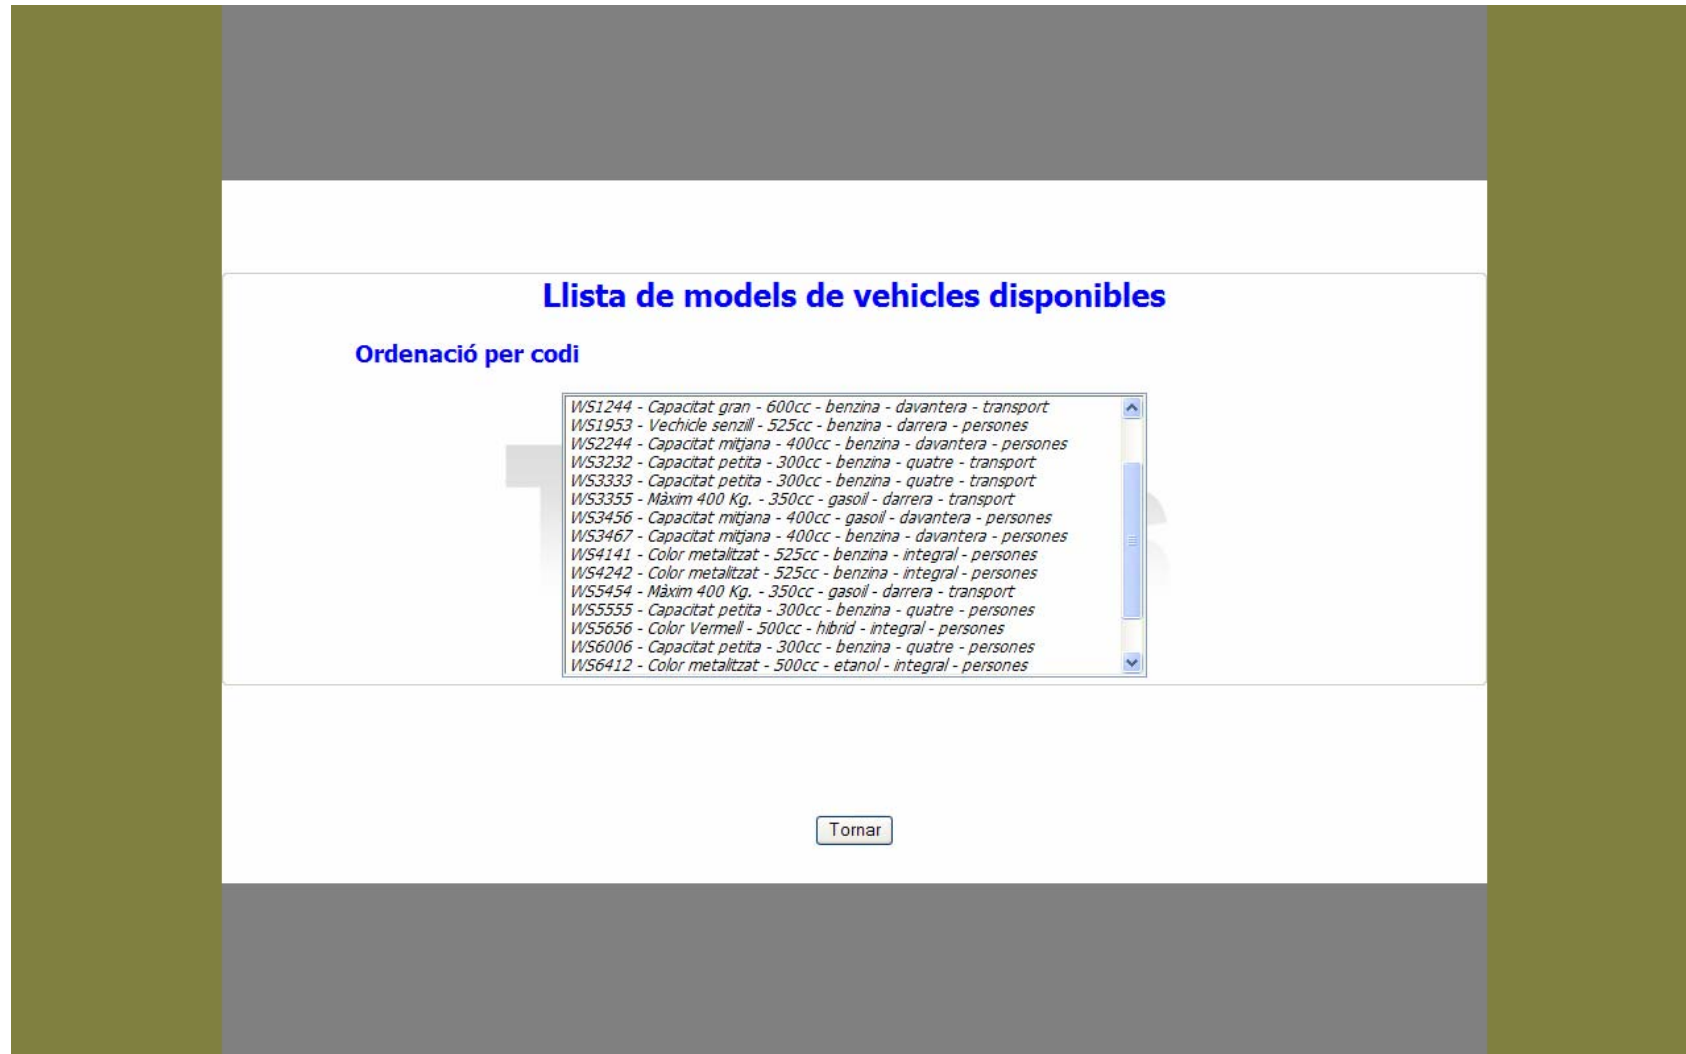 Llista de models de vehicles disponibles
Ordenació per codi
WS1244 - Capacitat gran - 600cc - benzina - davantera - transport
WS1953 - Vechicle senzill - 525cc - benzina - darrera - persones
WS2244 - Capacitat mitjana - 400cc - benzina - davantera - persones
WS3232 - Capacitat petita - 300cc - benzina - quatre - transport
WS3333 - Capacitat petita - 300cc - benzina - quatre - transport
WS3355 - Màxim 400 Kg. - 350cc - gasoil - darrera - transport
WS3456 - Capacitat mitjana - 400cc - gasoil - davantera - persones
WS3467 - Capacitat mitjana - 400cc - benzina - davantera - persones
WS4141 - Color metalitzat - 525cc - benzina - integral - persones
WS4242 - Color metalitzat - 525cc - benzina - integral - persones
WS5454 - Màxim 400 Kg. - 350cc - gasoil - darrera - transport
WS5555 - Capacitat petita - 300cc - benzina - quatre - persones
WS5656 - Color Vermell - 500cc - híbrid - integral - persones
WS6006 - Capacitat petita - 300cc - benzina - quatre - persones
WS6412 - Color metalitzat - 500cc - etanol - integral - persones
Tornar